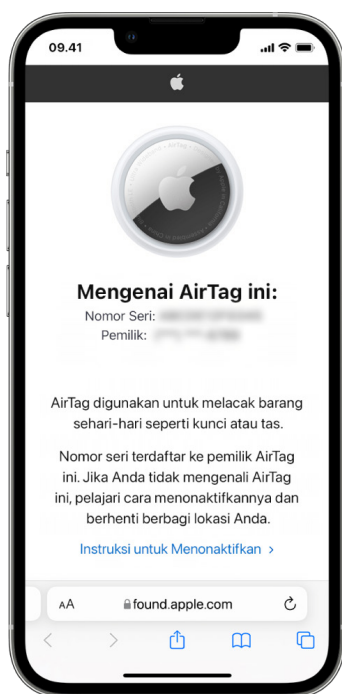 09.41
Mengenai AirTag ini:
Nomor Seri:
Pemilik:
AirTag digunakan untuk melacak barang
sehari-hari seperti kunci atau tas.
Nomor seri terdaftar ke pemilik AirTag
ini. Jika Anda tidak mengenali AirTag
ini, pelajari cara menonaktifkannya dan
berhenti berbagi lokasi Anda.
Instruksi untuk Menonaktifkan >
AA
found.apple.com